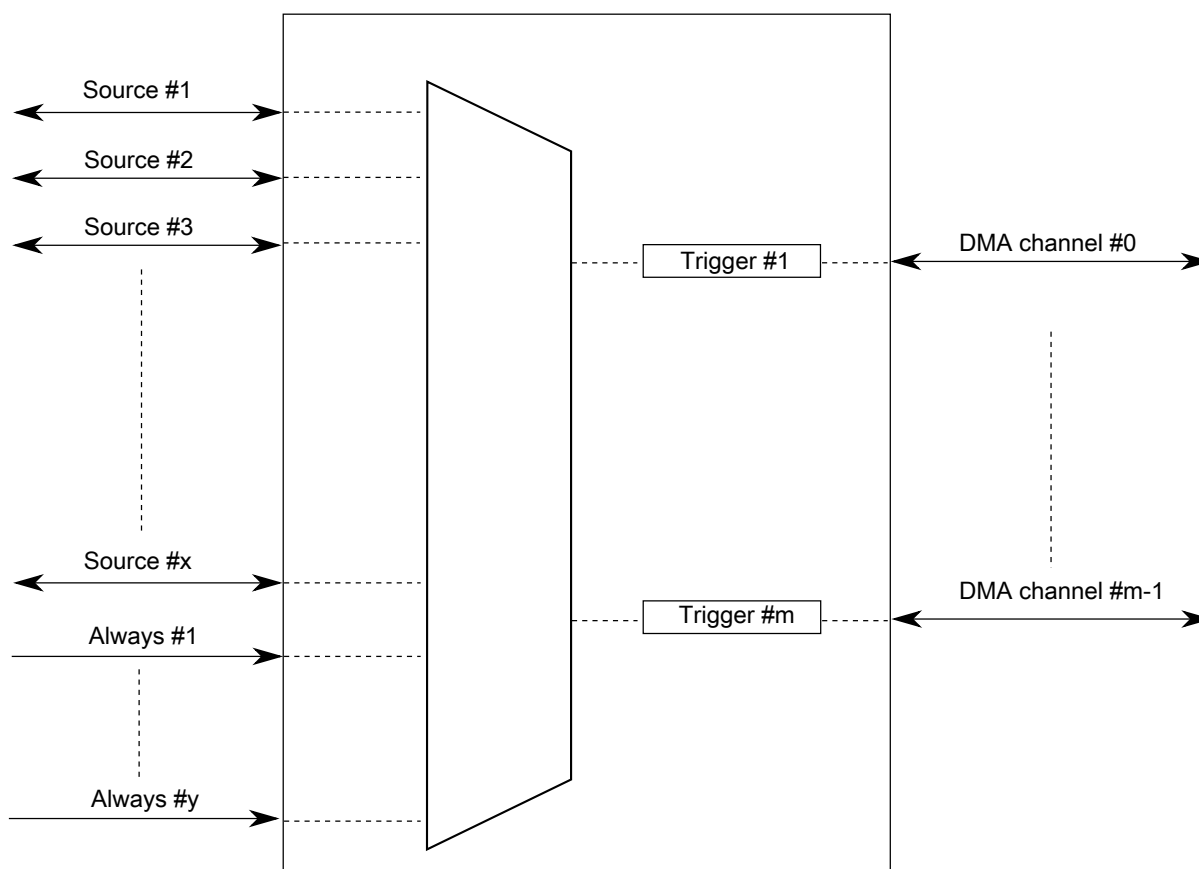 Source #1
Source #2
Source #3
Source #x
Always #1
Always #y
Trigger #1
Trigger #m
DMA channel #0
DMA channel #m-1